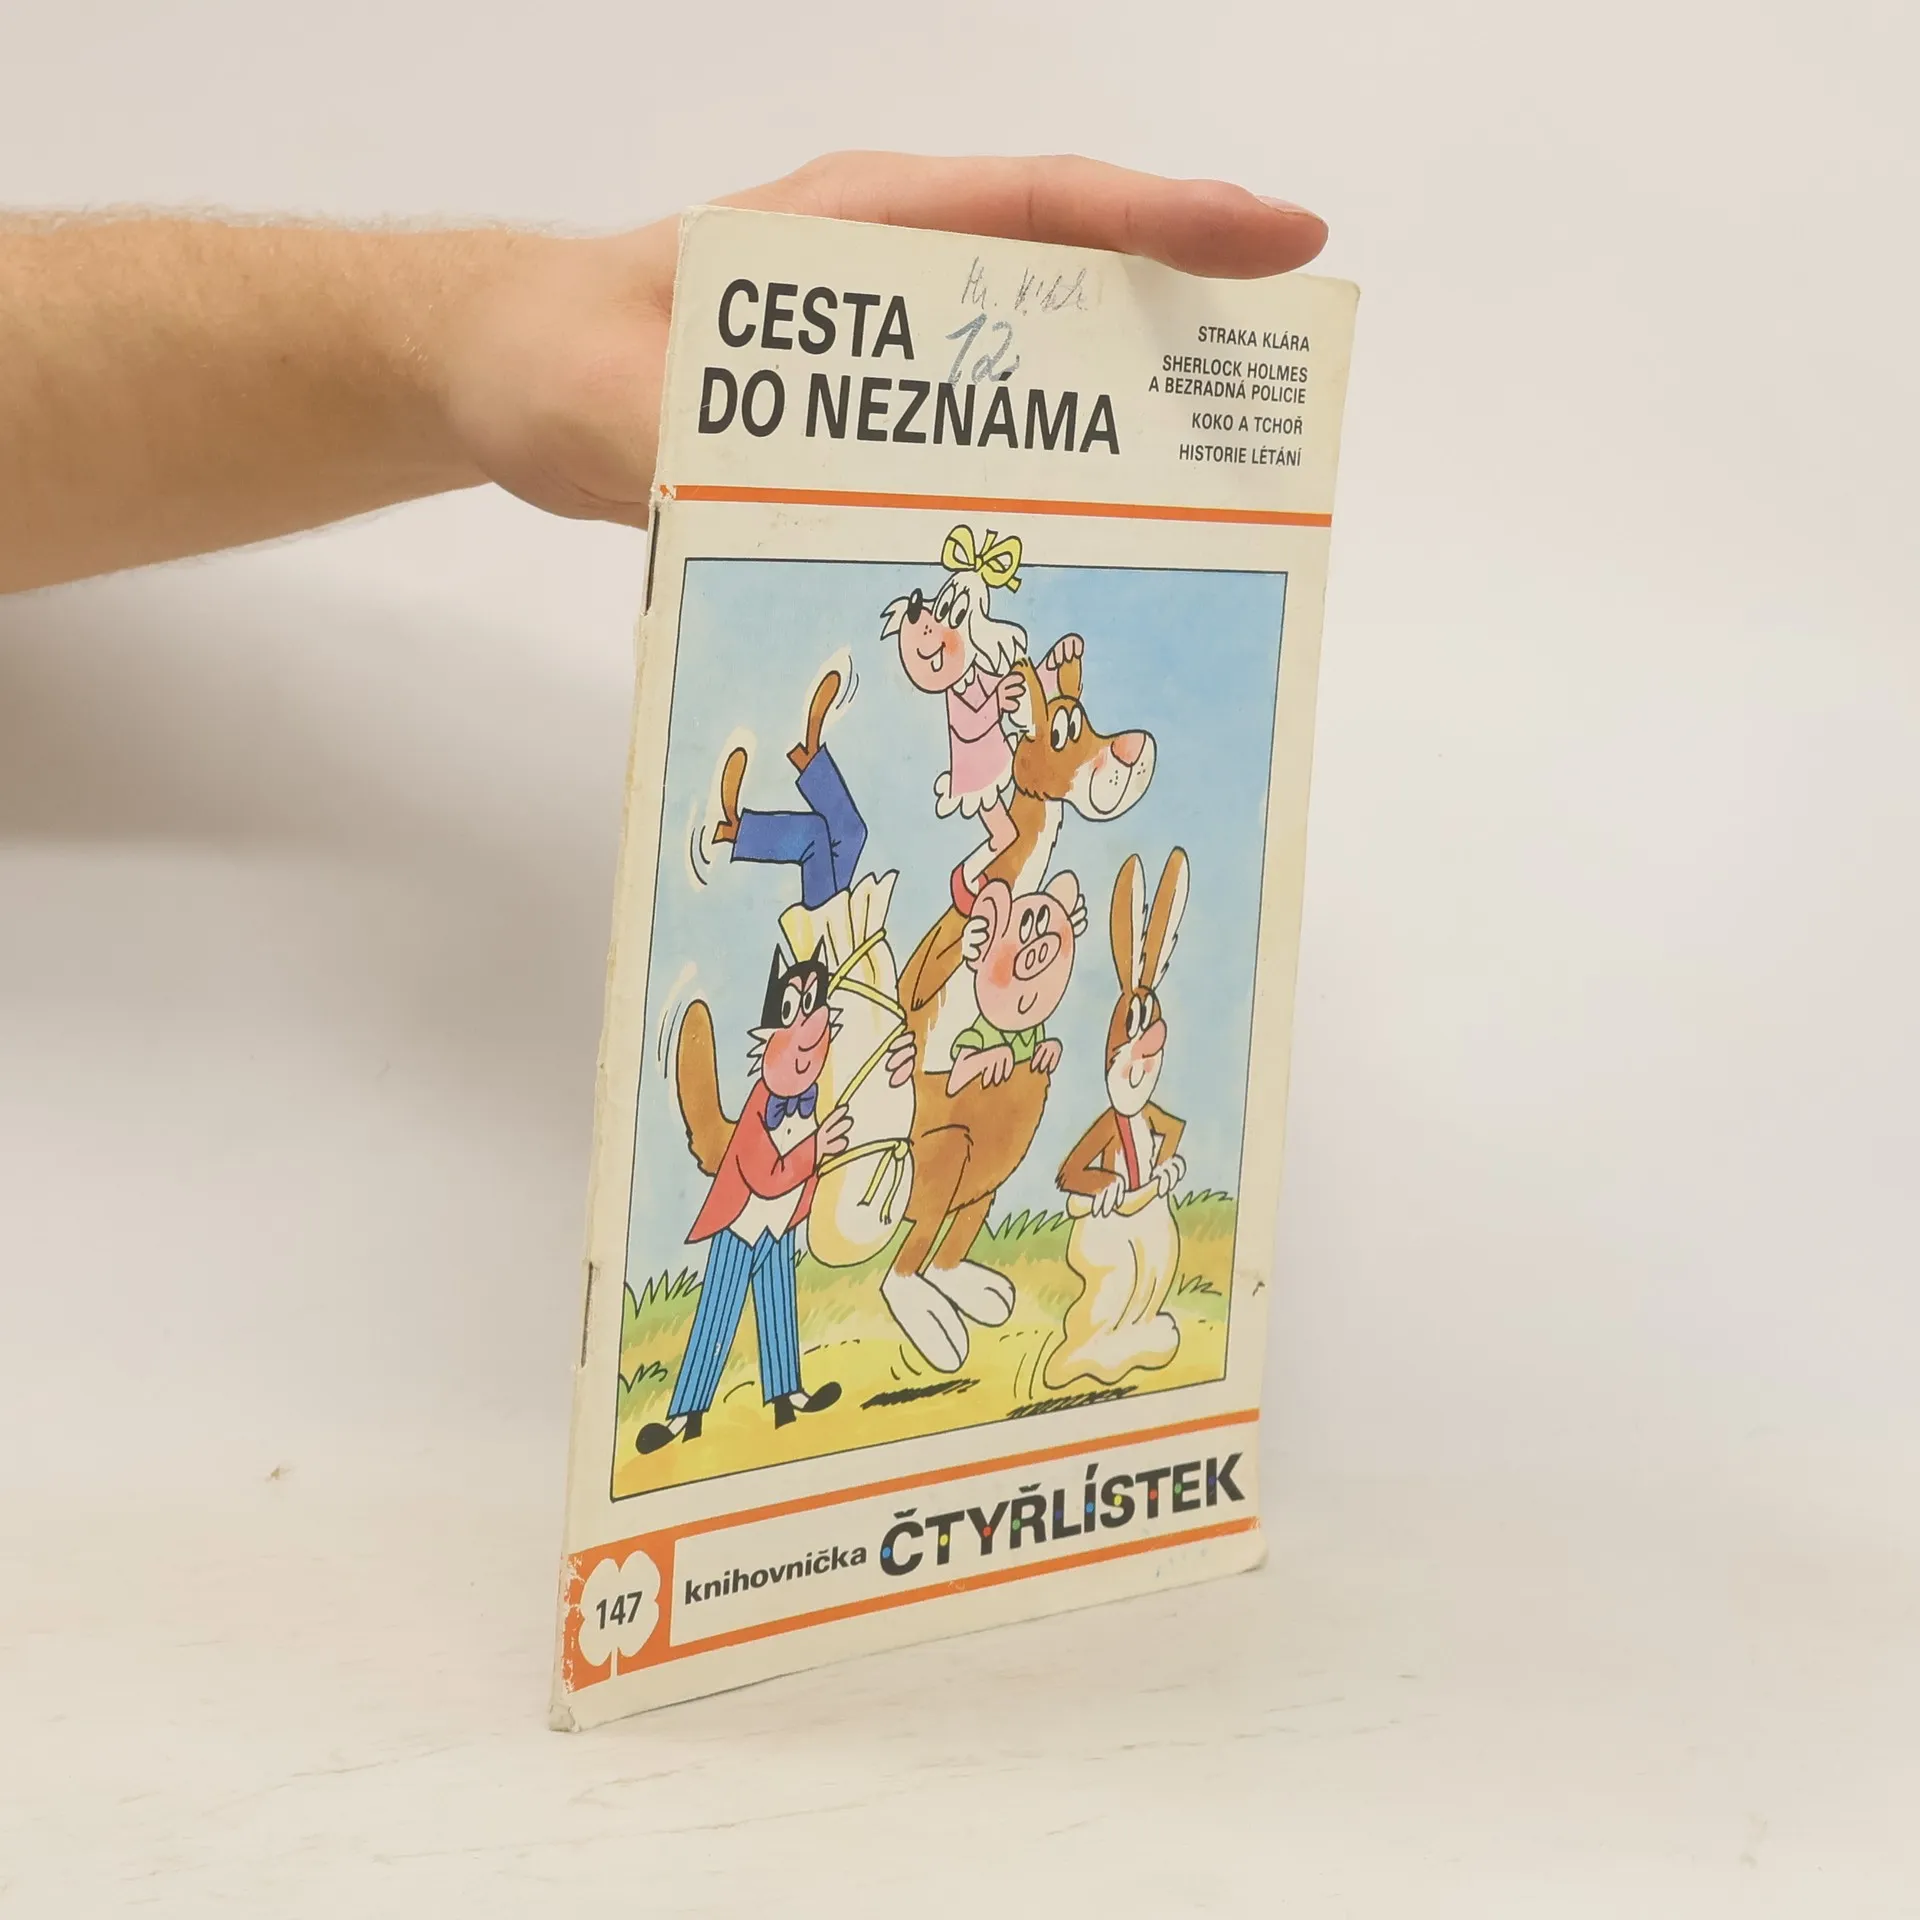 CESTA
DO NEZNÁMA
12
STRAKA KLÁRA
SHERLOCK HOLMES
A BEZRADNÁ POLICIE
KOKO A TCHOŘ
HISTORIE LÉTÁNÍ
147
knihovnička ČTYŘLÍSTEK